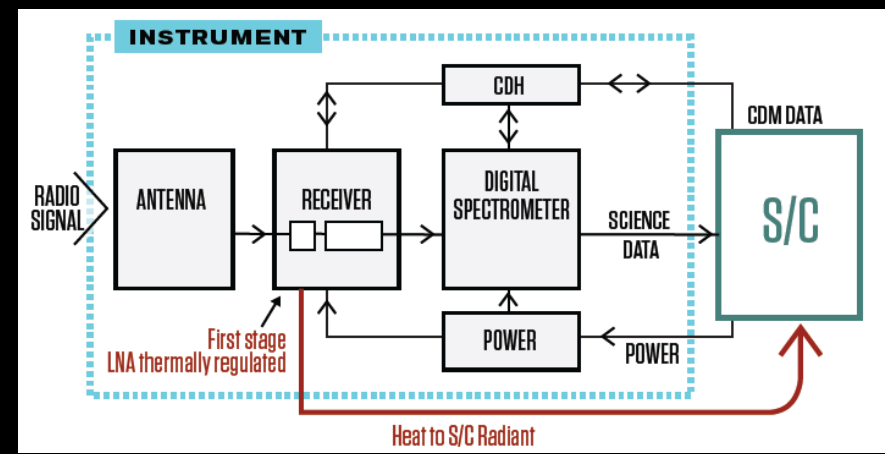 INSTRUMENT
CDH
CDM DATA
RADIO
SIGNAL
ANTENNA
RECEIVER
DIGITAL
SPECTROMETER
SCIENCE
DATA
S/C
First stage
LNA thermally regulated
POWER
POWER
Heat to S/C Radiant